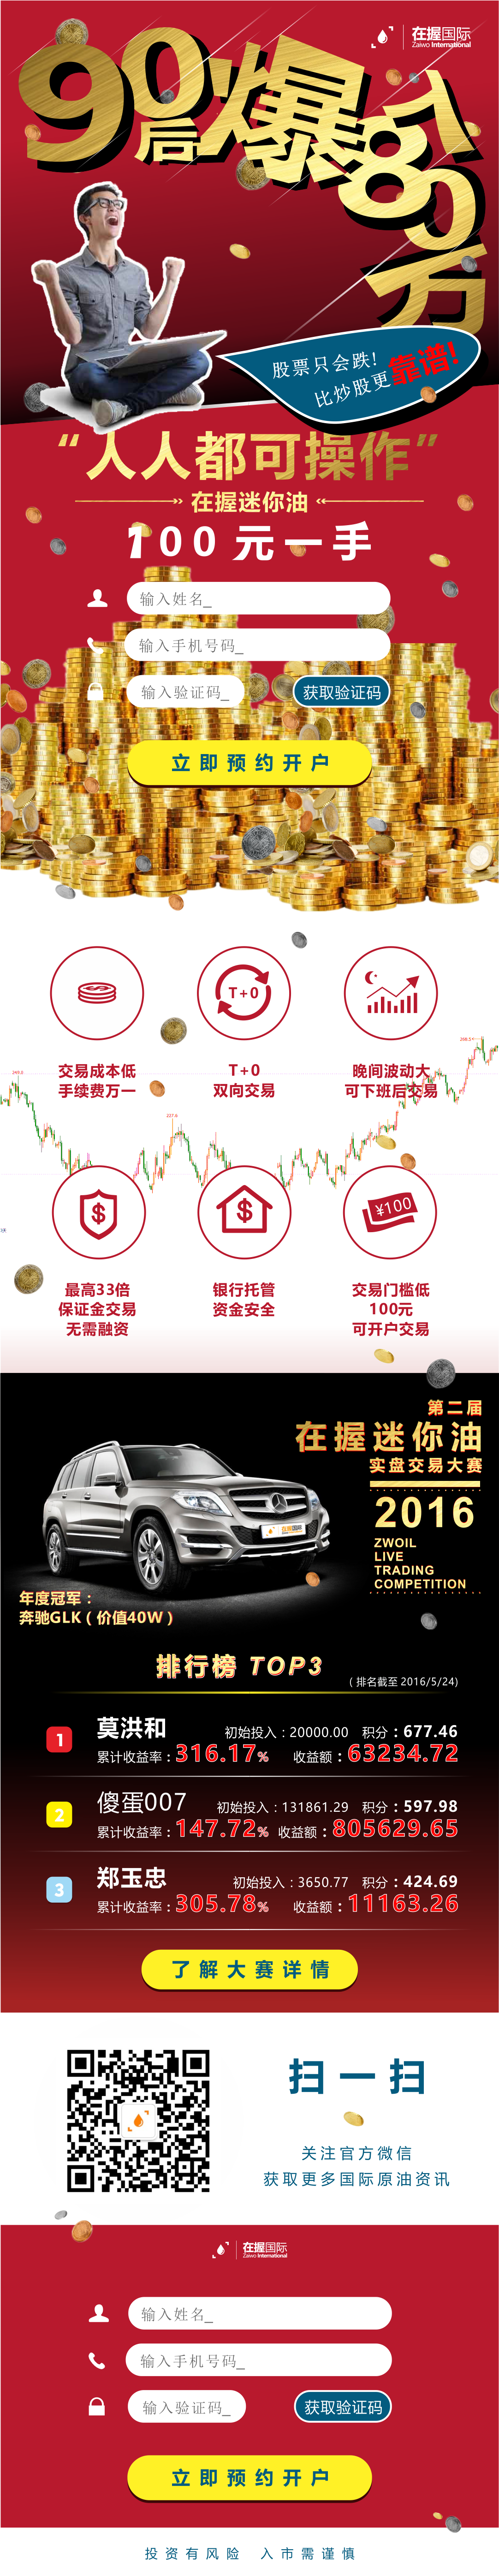 在握国际
Zaiwo International
90后爆入80万
股票只会跌！
比炒股更靠谱！
“人人都可操作”
在握迷你油
100元一手
输入姓名_
输入手机号码_
输入验证码_
获取验证码
立即预约开户
T+0
交易成本低
手续费万一
T+0
双向交易
晚间波动大
可下班后交易
¥100
最高33倍
保证金交易
无需融资
银行托管
资金安全
交易门槛低
100元
可开户交易
第二届
在握迷你油
实盘交易大赛
2016
ZWOIL
LIVE
TRADING
COMPETITION
在握国际
年度冠军：
奔驰GLK（价值40W）
排行榜 TOP3
（排名截至 2016/5/24)
1
莫洪和
初始投入：20000.00 积分：677.46
累计收益率：316.17% 收益额：63234.72
2
傻蛋007
初始投入：131861.29 积分：597.98
累计收益率：147.72% 收益额：805629.65
3
郑玉忠
初始投入：3650.77 积分：424.69
累计收益率：305.78% 收益额：11163.26
了解大赛详情
扫一扫
关注官方微信
获取更多国际原油资讯
在握国际
Zaiwo International
输入姓名_
输入手机号码_
输入验证码_
获取验证码
立即预约开户
投资有风险 入市需谨慎